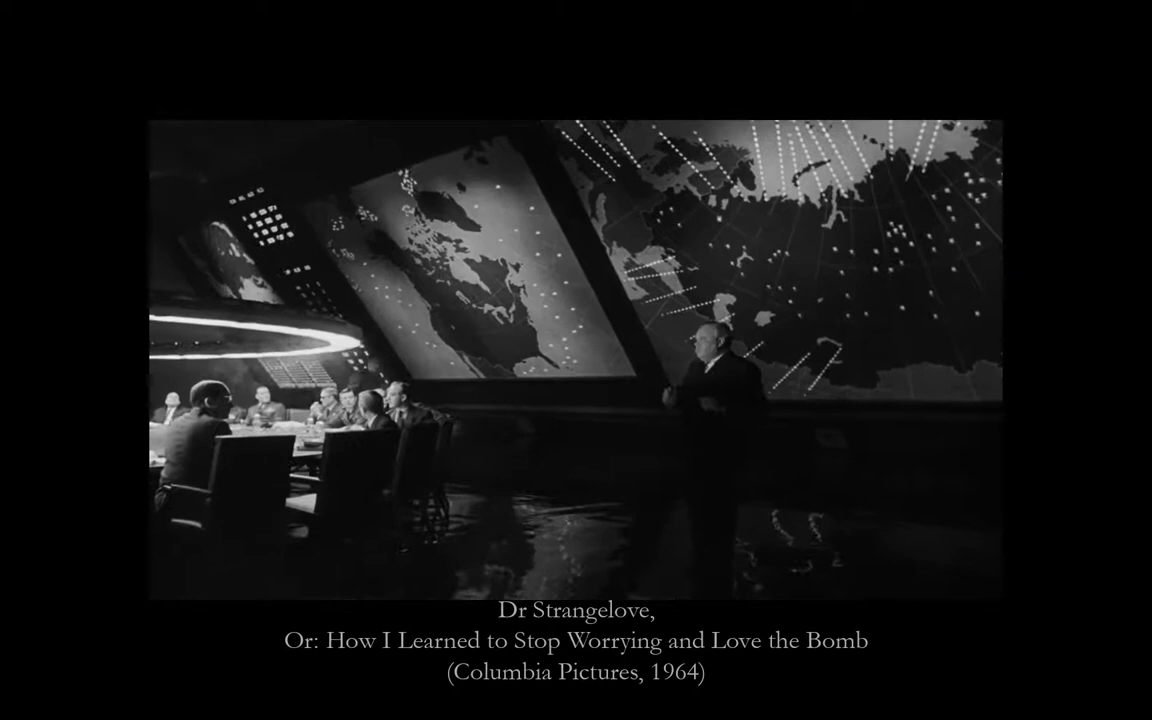 Dr Strangelove,
Or: How I Learned to Stop Worrying and Love the Bomb
(Columbia Pictures, 1964)